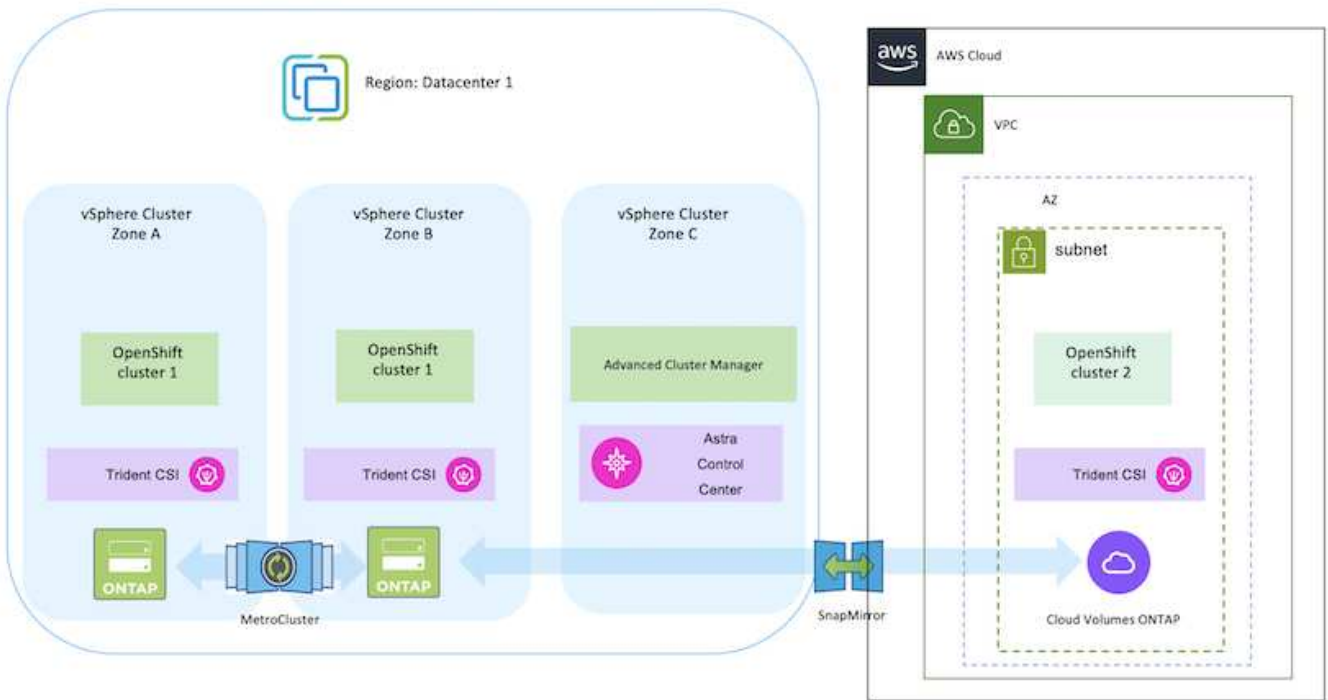 Region: Datacenter 1
aws
AWS Cloud
VPC
AZ
subnet
vSphere Cluster
Zone A
vSphere Cluster
Zone B
vSphere Cluster
Zone C
OpenShift
cluster 1
OpenShift
cluster 1
Advanced Cluster Manager
OpenShift
cluster 2
Trident CSI
Trident CSI
Astra
Control
Center
Trident CSI
ONTAP
ONTAP
MetroCluster
SnapMirror
Cloud Volumes ONTAP